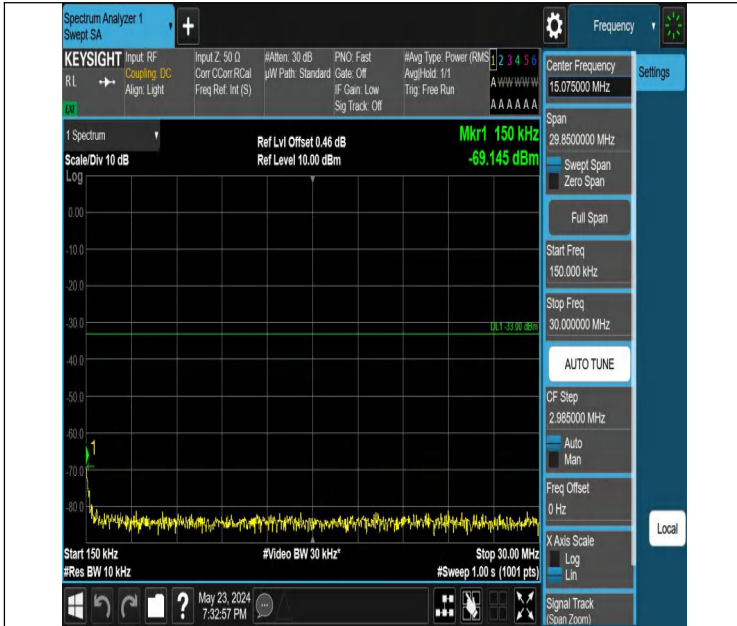 Spectrum Analyzer 1
Swept SA
Frequency
KEYSIGHT
RL
Input: RF
Coupling: DC
Align: Light
Input Z: 50 Ω
Corr CCorr RCal
Freq Ref: Int (S)
#Atten: 30 dB
µW Path: Standard
PNO: Fast
Gate: Off
IF Gain: Low
Sig Track: Off
#Avg Type: Power (RMS
Avg|Hold: 1/1
Trig: Free Run
1 2 3 4 5 6
A W W W W W
A A A A A A
1 Spectrum
Scale/Div 10 dB
Log
Ref Lvl Offset 0.46 dB
Ref Level 10.00 dBm
Mkr1 150 kHz
-69.145 dBm
0.00
-10.0
-20.0
-30.0
-40.0
-50.0
-60.0
-70.0
-80.0
DL1 -33.00 dBm
1
Start 150 kHz
#Res BW 10 kHz
#Video BW 30 kHz*
Stop 30.00 MHz
#Sweep 1.00 s (1001 pts)
Center Frequency
15.075000 MHz
Settings
Span
29.8500000 MHz
Swept Span
Zero Span
Full Span
Start Freq
150.000 kHz
Stop Freq
30.000000 MHz
AUTO TUNE
CF Step
2.985000 MHz
Auto
Man
Freq Offset
0 Hz
X Axis Scale
Log
Lin
Local
Signal Track
(Span Zoom)
?
May 23, 2024
7:32:57 PM